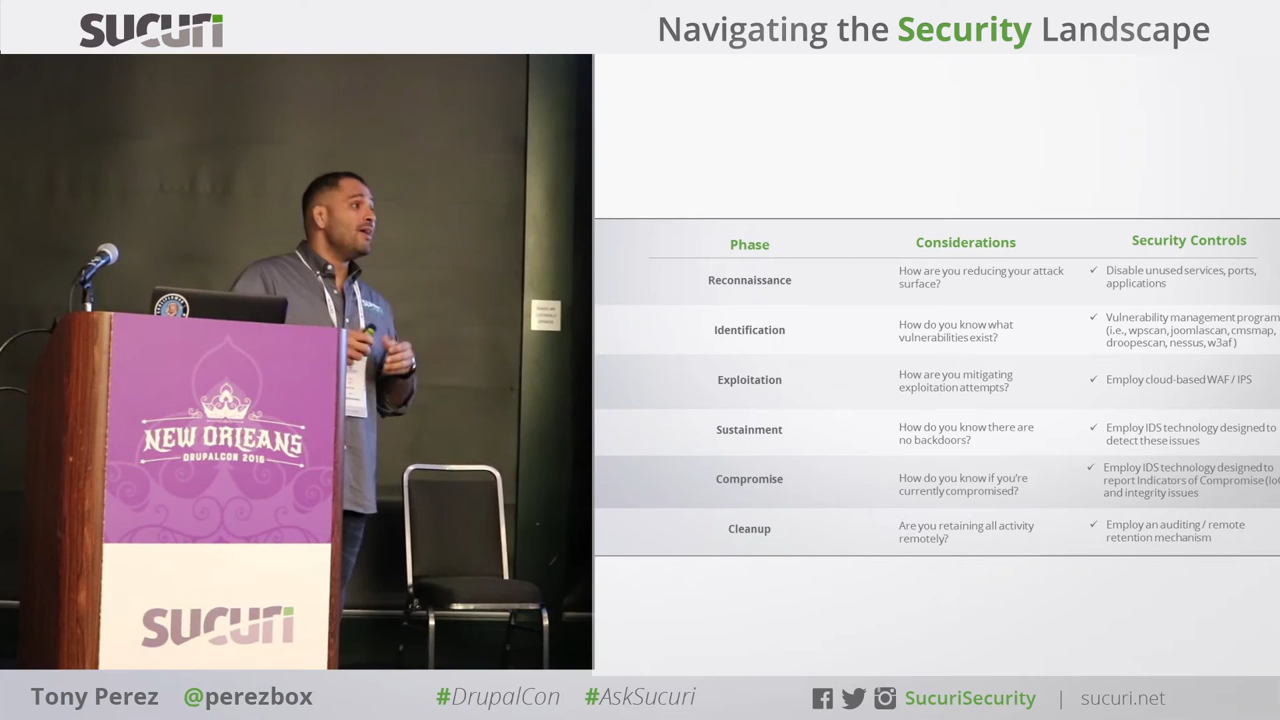 sucuri
Navigating the Security Landscape
NEW ORLEANS
DRUPALCON 2016
sucuri
Phase
Considerations
Security Controls
Reconnaissance
How are you reducing your attack
surface?
✓ Disable unused services, ports,
applications
Identification
How do you know what
vulnerabilities exist?
✓ Vulnerability management program
(i.e., wpscan, joomlascan, cmsmap,
droopescan, nessus, w3af)
Exploitation
How are you mitigating
exploitation attempts?
✓ Employ cloud-based WAF / IPS
Sustainment
How do you know there are
no backdoors?
✓ Employ IDS technology designed to
detect these issues
Compromise
How do you know if you're
currently compromised?
✓ Employ IDS technology designed to
report Indicators of Compromise (Io
and integrity issues
Cleanup
Are you retaining all activity
remotely?
✓ Employ an auditing / remote
retention mechanism
Tony Perez @perezbox #DrupalCon #AskSucuri SucuriSecurity | sucuri.net